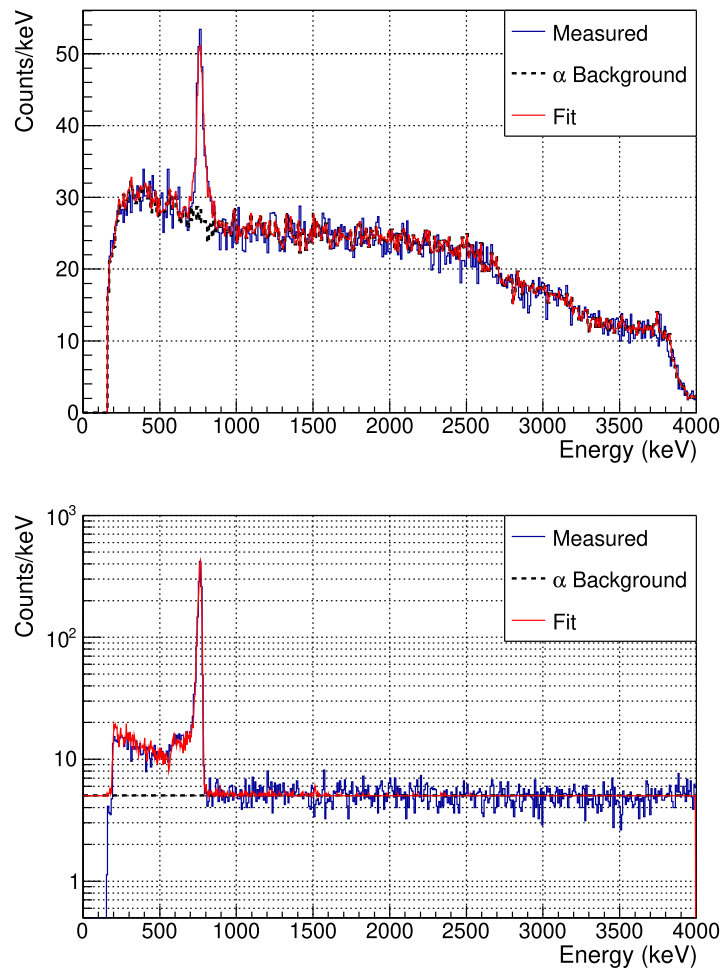 Counts/keV
50
40
30
20
10
0
Measured
α Background
Fit
0 500 1000 1500 2000 2500 3000 3500 4000
Energy (keV)
Counts/keV
10³
10²
10
1
Measured
α Background
Fit
0 500 1000 1500 2000 2500 3000 3500 4000
Energy (keV)